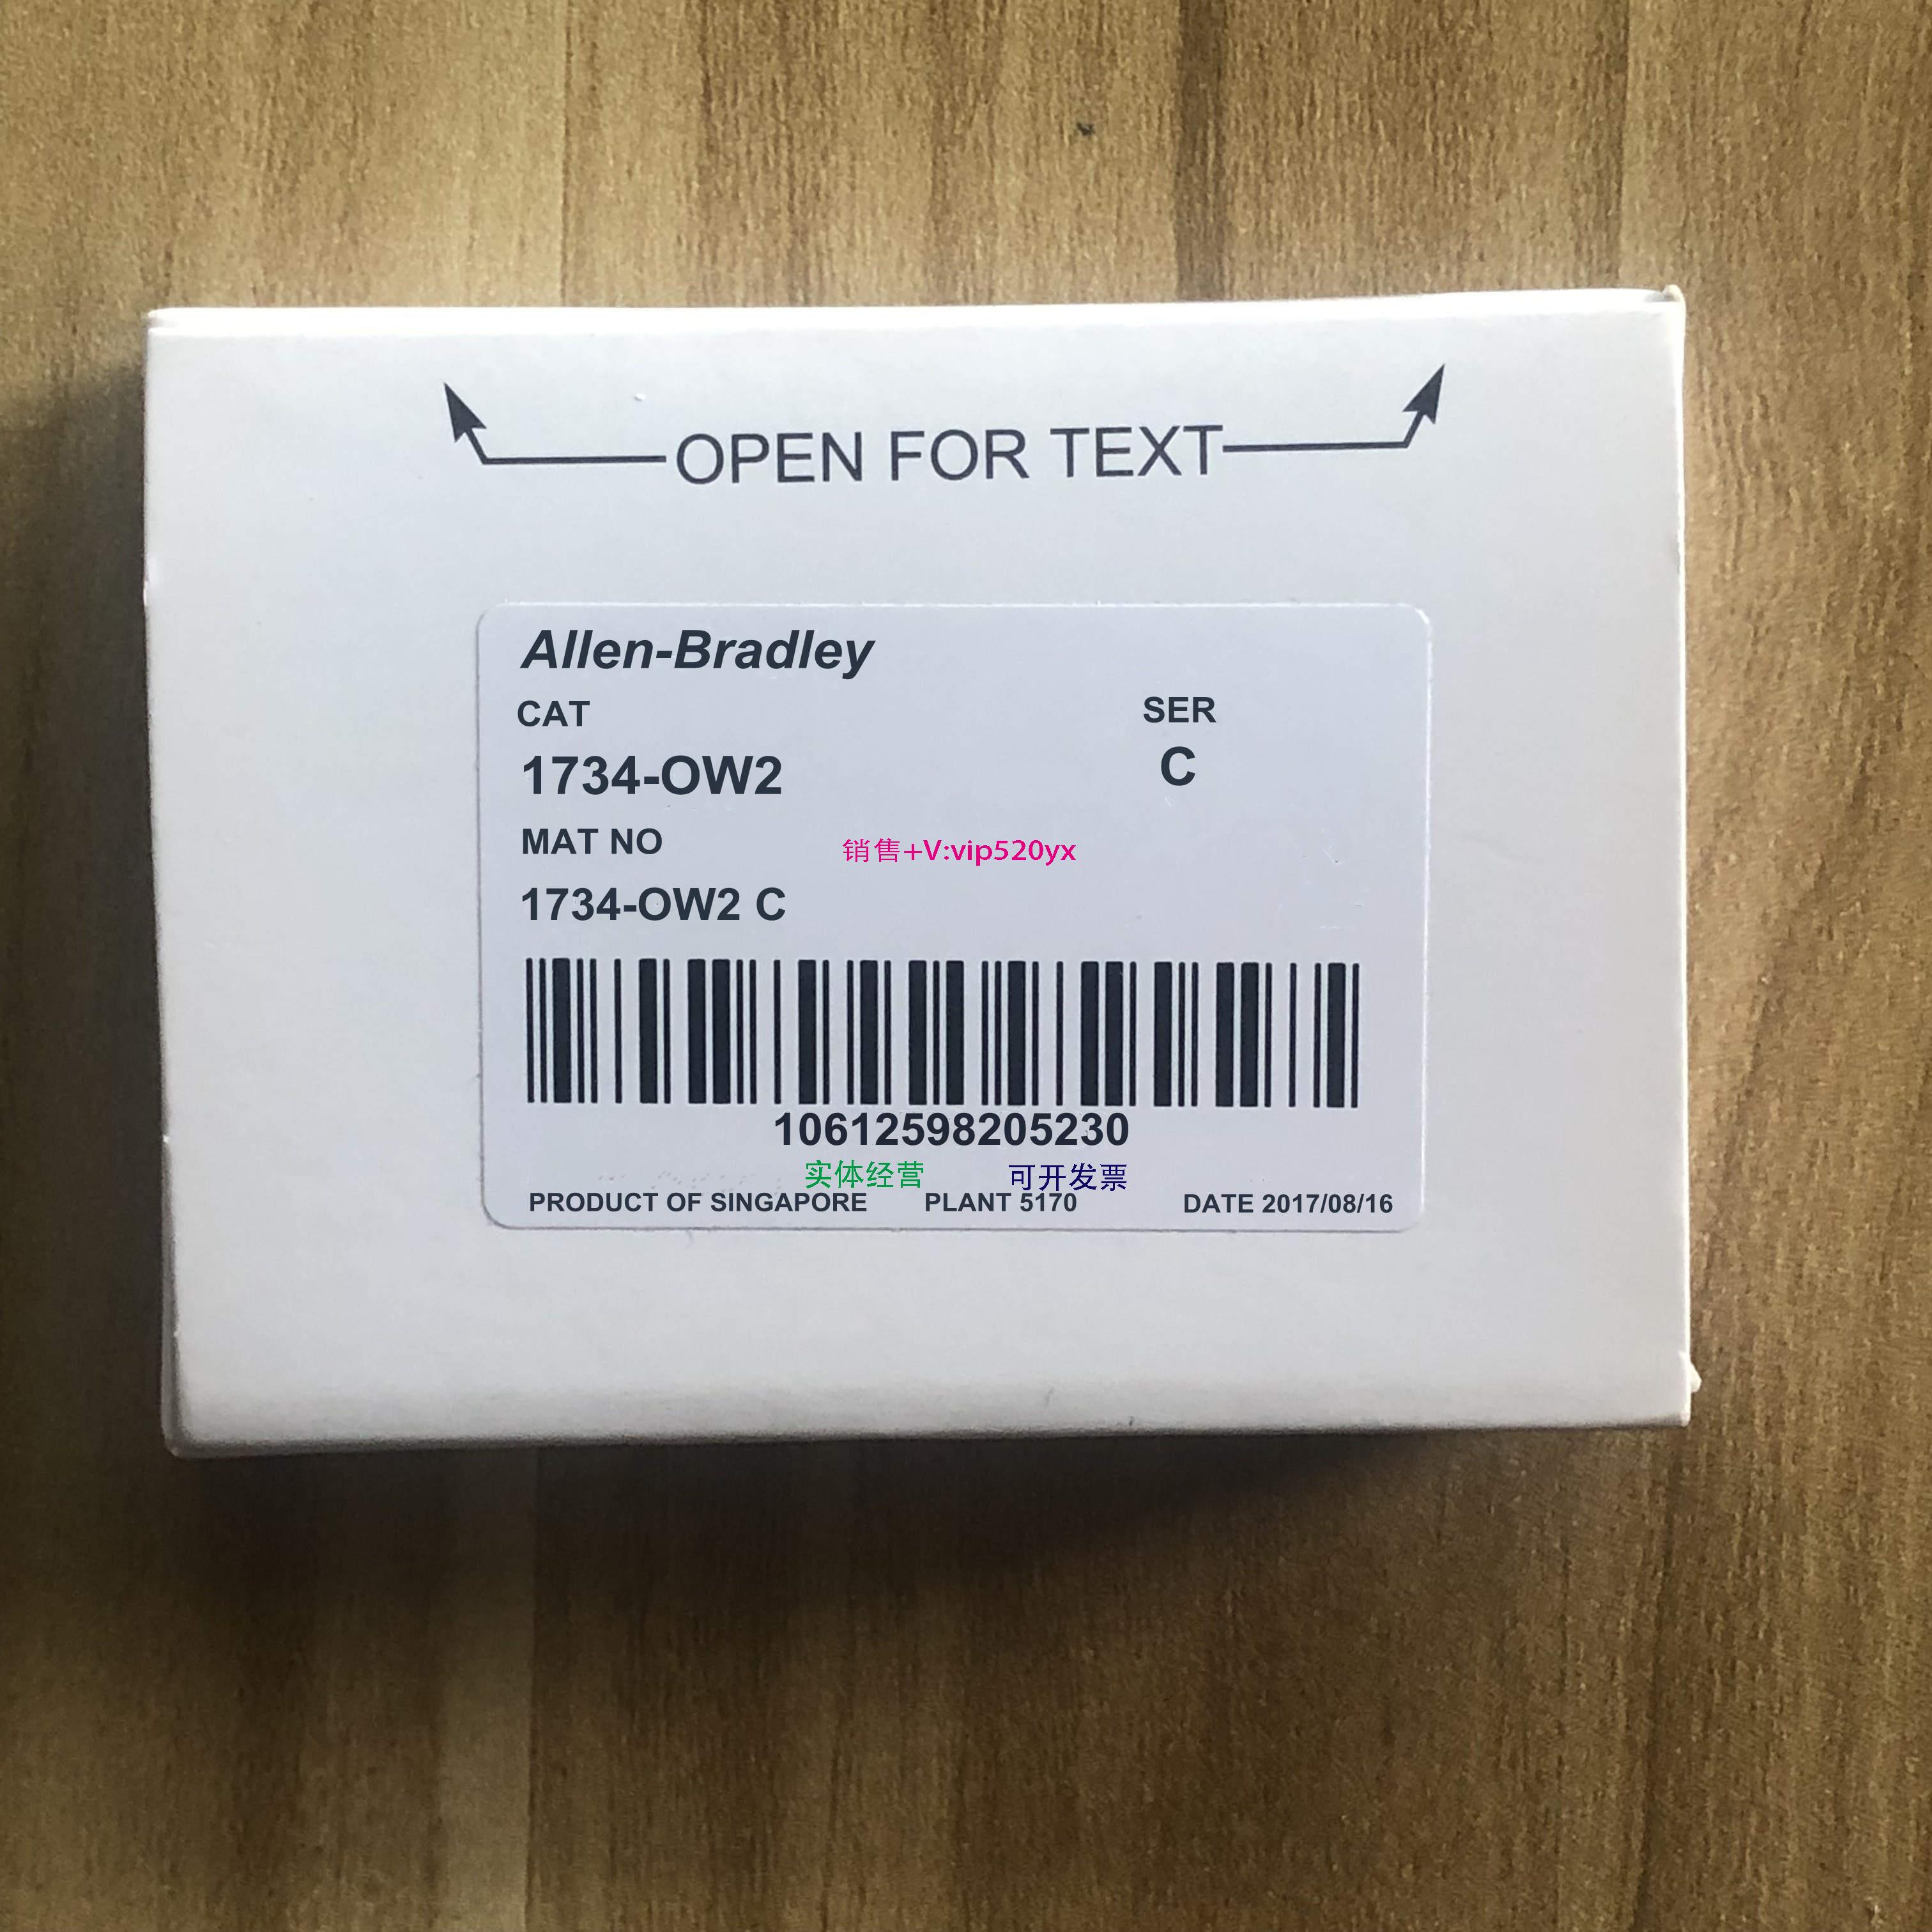 OPEN FOR TEXT
Allen-Bradley
CAT SER
1734-OW2 C
MAT NO
销售+V:vip520yx
1734-OW2 C
10612598205230
实体经营 可开发票
PRODUCT OF SINGAPORE PLANT 5170 DATE 2017/08/16